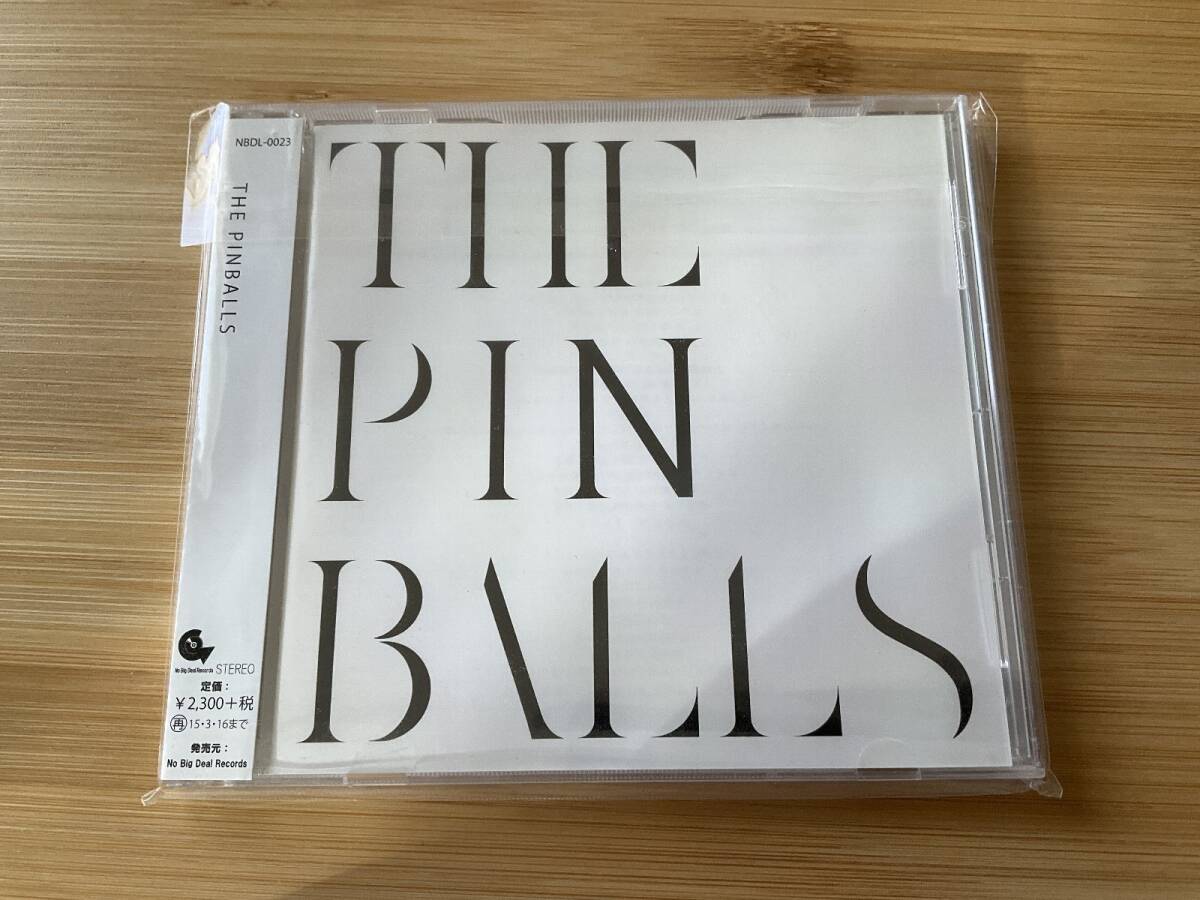 NBDL-0023
THE PINBALLS
No Big Deal Records
STEREO
定価：
￥2,300+税
再 15・3・16まで
発売元：
No Big Deal Records
THE
PIN
BALLS